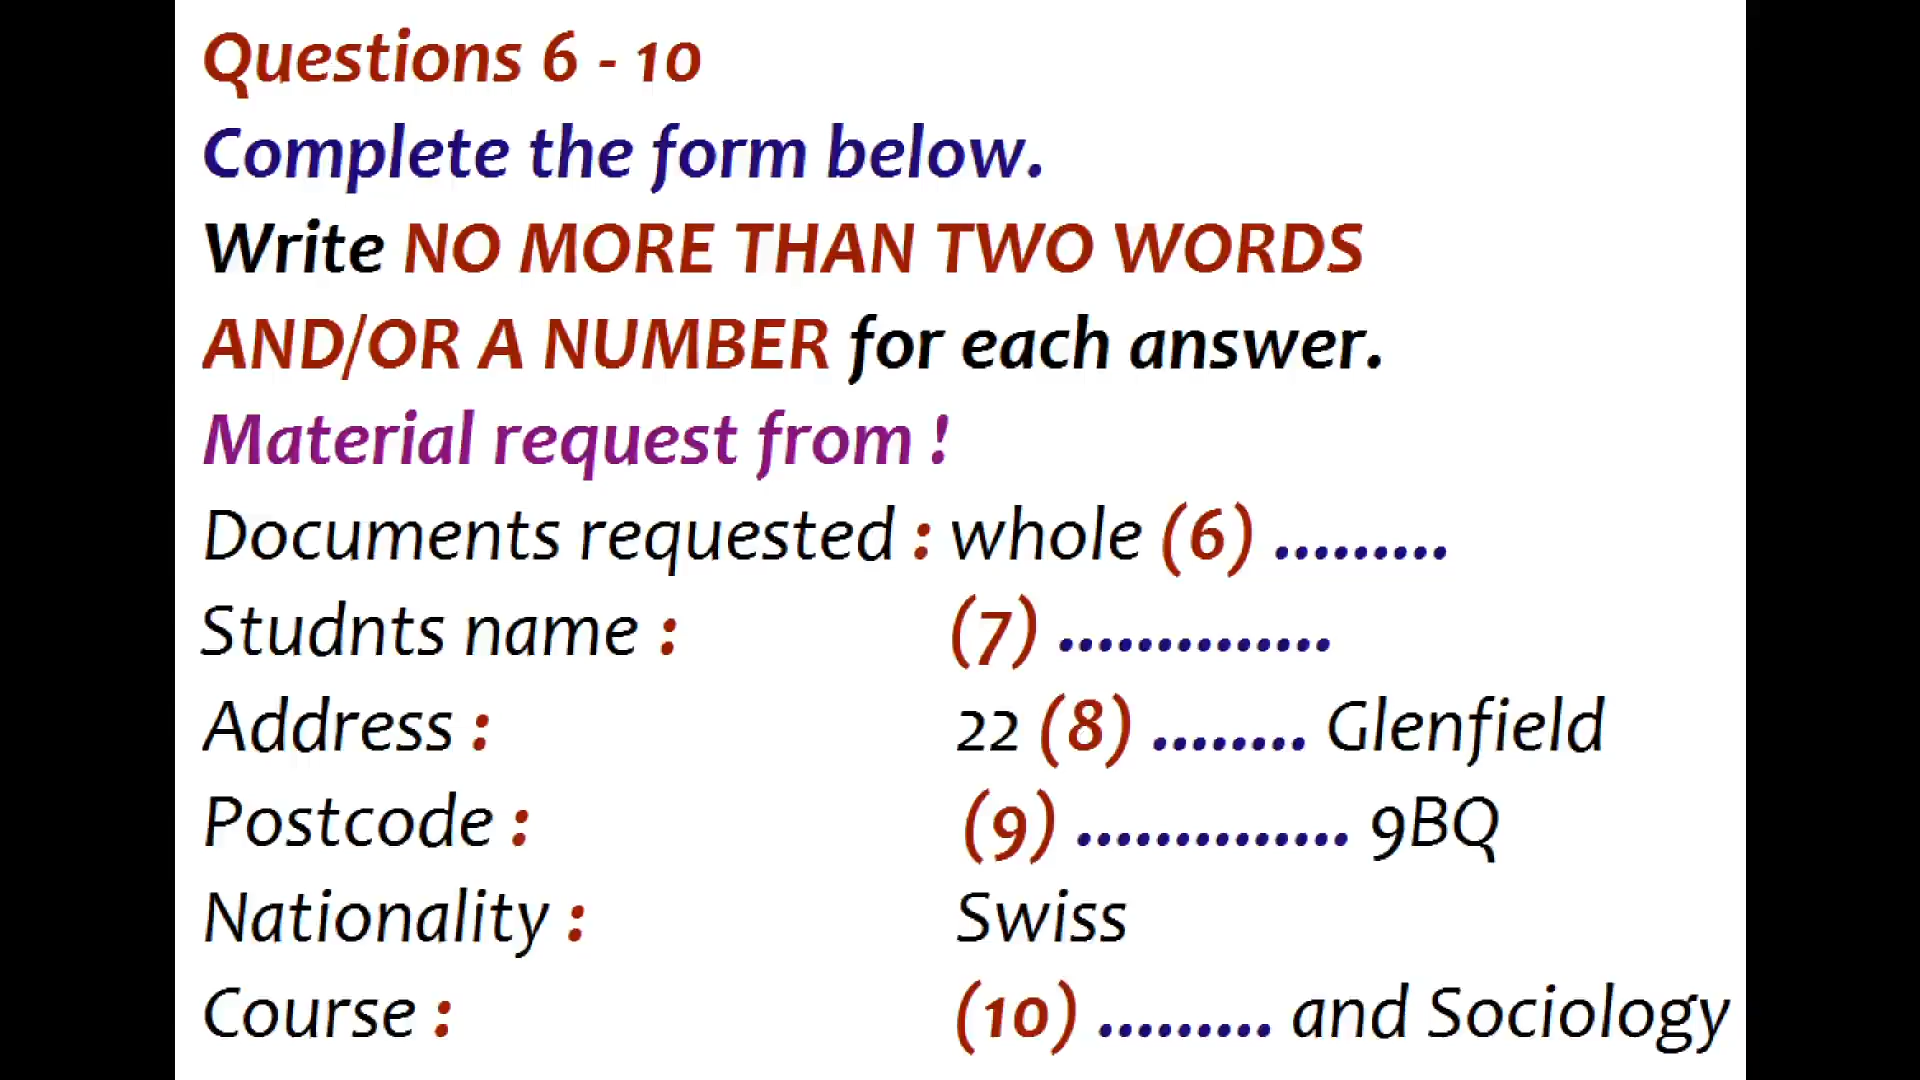 Questions 6 - 10
Complete the form below.
Write NO MORE THAN TWO WORDS
AND/OR A NUMBER for each answer.
Material request from !
Documents requested : whole (6) .........
Studnts name : (7) ..............
Address : 22 (8) ........ Glenfield
Postcode : (9) .............. 9BQ
Nationality : Swiss
Course : (10) ......... and Sociology